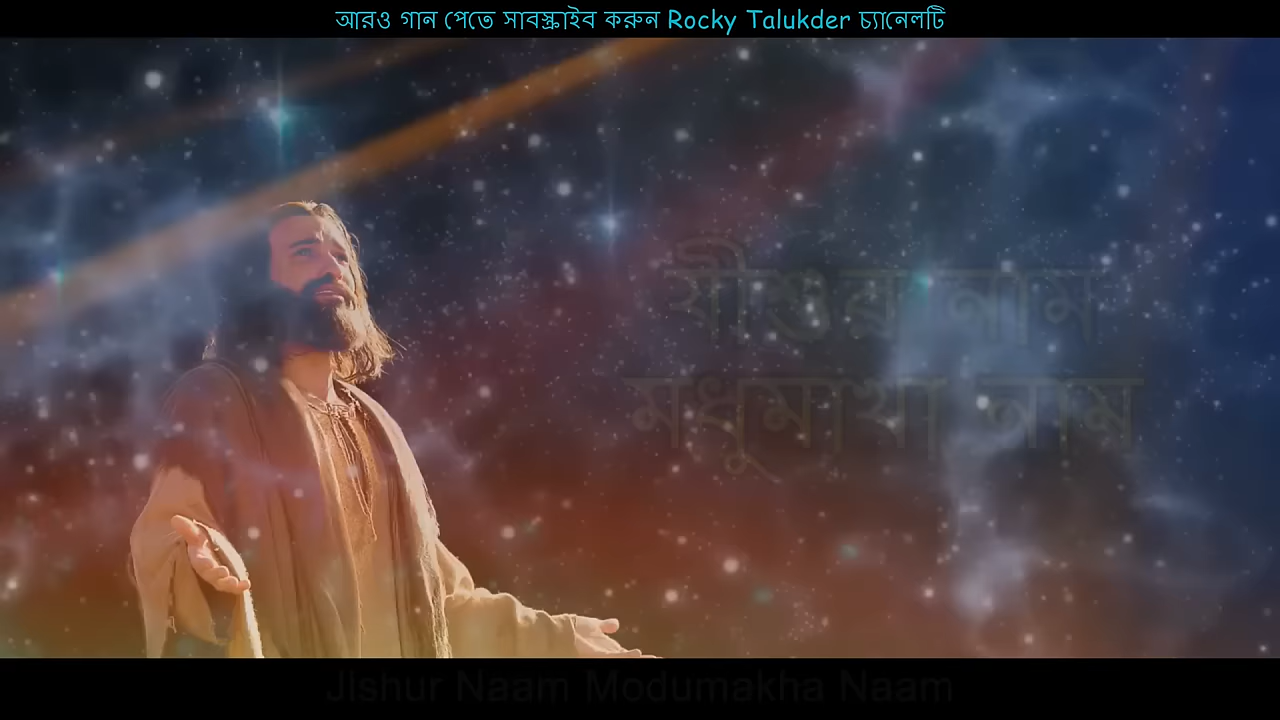 আরও গান পেতে সাবস্ক্রাইব করুন Rocky Talukder চ্যানেলটি
যীশুর নাম
মধুমাখা নাম
JIshur Naam Modumakha Naam